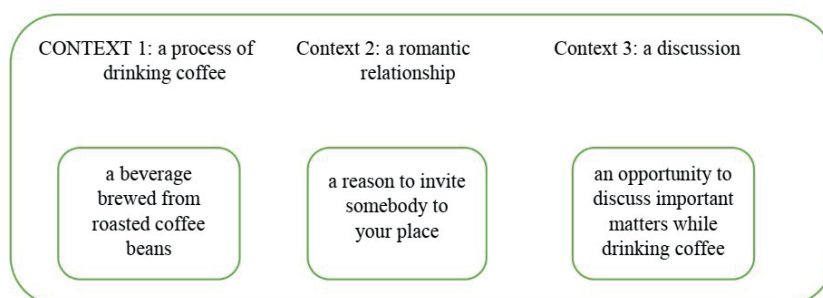 CONTEXT 1: a process of
drinking coffee
Context 2: a romantic
relationship
Context 3: a discussion
a beverage
brewed from
roasted coffee
beans
a reason to invite
somebody to
your place
an opportunity to
discuss important
matters while
drinking coffee